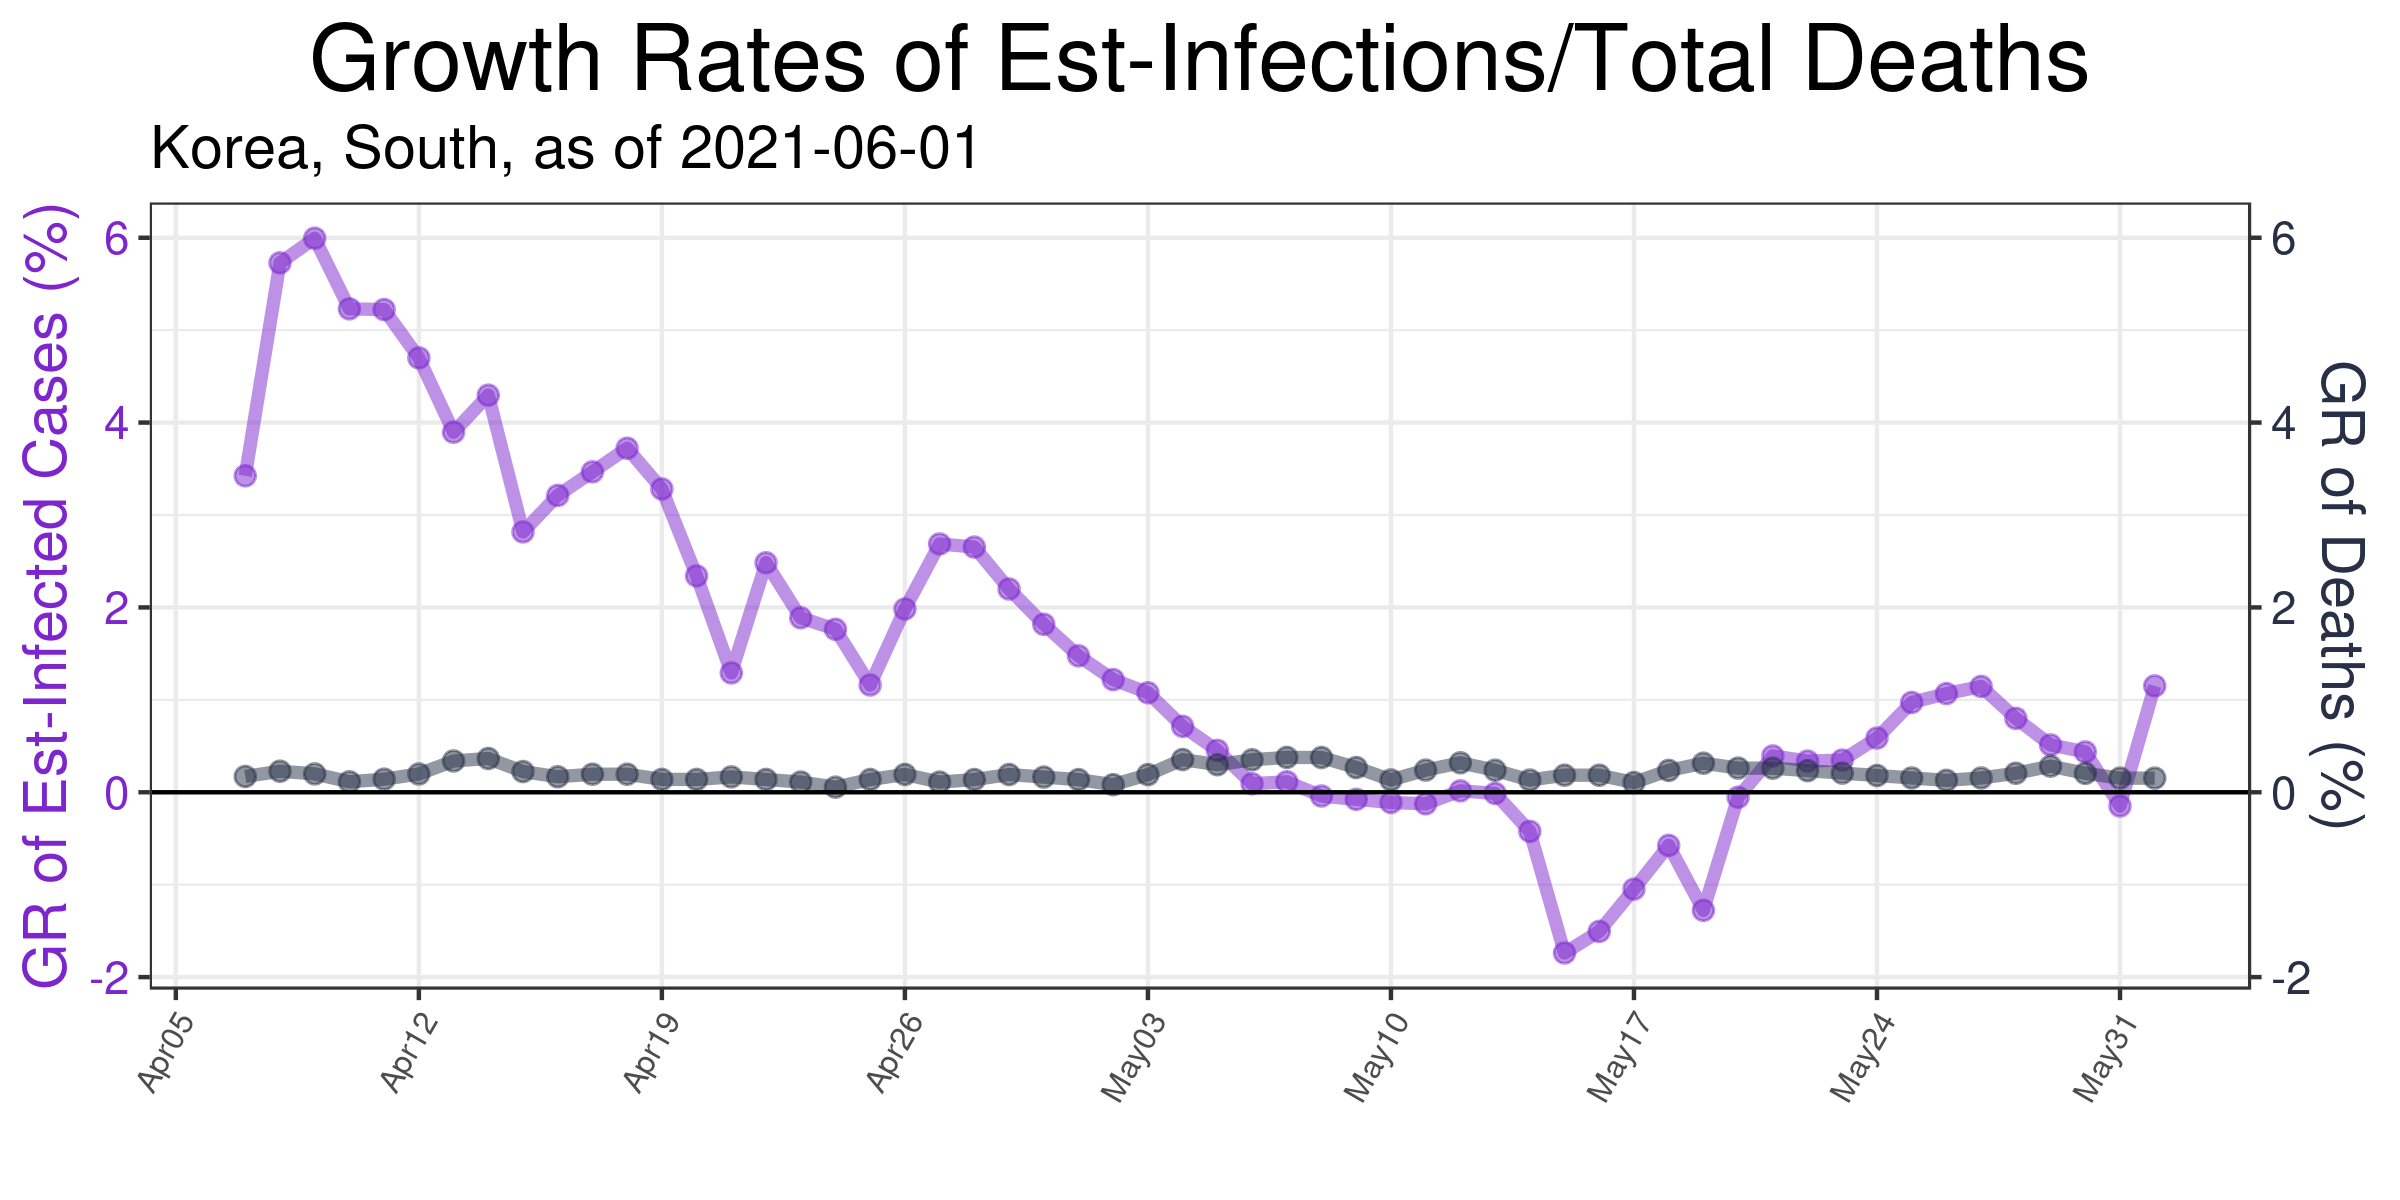 Growth Rates of Est-Infections/Total Deaths
Korea, South, as of 2021-06-01
GR of Est-Infected Cases (%)
6
4
2
0
-2
6
4
2
0
-2
GR of Deaths (%)
Apr05
Apr12
Apr19
Apr26
May03
May10
May17
May24
May31